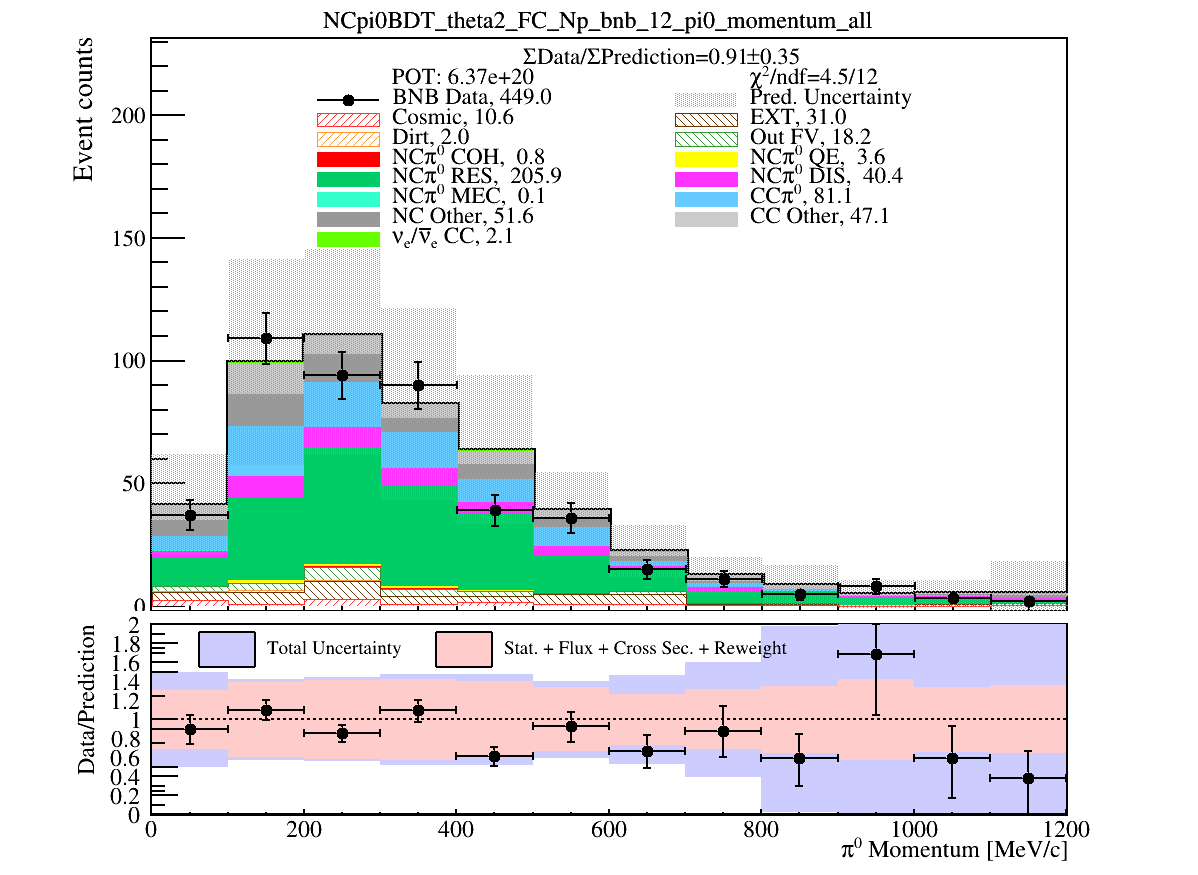 NCpi0BDT_theta2_FC_Np_bnb_12_pi0_momentum_all
ΣData/ΣPrediction=0.91±0.35
POT: 6.37e+20
χ²/ndf=4.5/12
BNB Data, 449.0
Pred. Uncertainty
Cosmic, 10.6
EXT, 31.0
Dirt, 2.0
Out FV, 18.2
NCπ⁰ COH,  0.8
NCπ⁰ QE,  3.6
NCπ⁰ RES,  205.9
NCπ⁰ DIS,  40.4
NCπ⁰ MEC,  0.1
CCπ⁰, 81.1
NC Other, 51.6
CC Other, 47.1
νₑ/ν̅ₑ CC, 2.1
Event counts
200
150
100
50
0
Total Uncertainty
Stat. + Flux + Cross Sec. + Reweight
Data/Prediction
2
1.8
1.6
1.4
1.2
1
0.8
0.6
0.4
0.2
0
0 200 400 600 800 1000 1200
π⁰ Momentum [MeV/c]